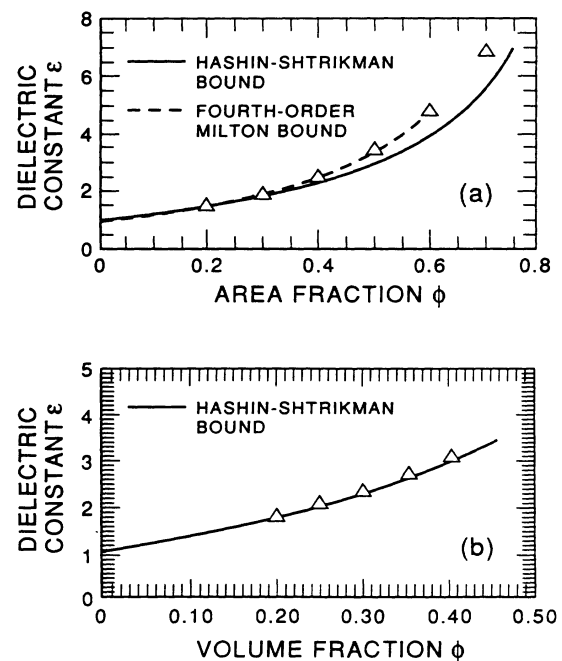 8
6
4
2
0
DIELECTRIC
CONSTANT ε
HASHIN-SHTRIKMAN
BOUND
FOURTH-ORDER
MILTON BOUND
(a)
0
0.2
0.4
0.6
0.8
AREA FRACTION ϕ
5
4
3
2
1
0
DIELECTRIC
CONSTANT ε
HASHIN-SHTRIKMAN
BOUND
(b)
0
0.10
0.20
0.30
0.40
0.50
VOLUME FRACTION ϕ